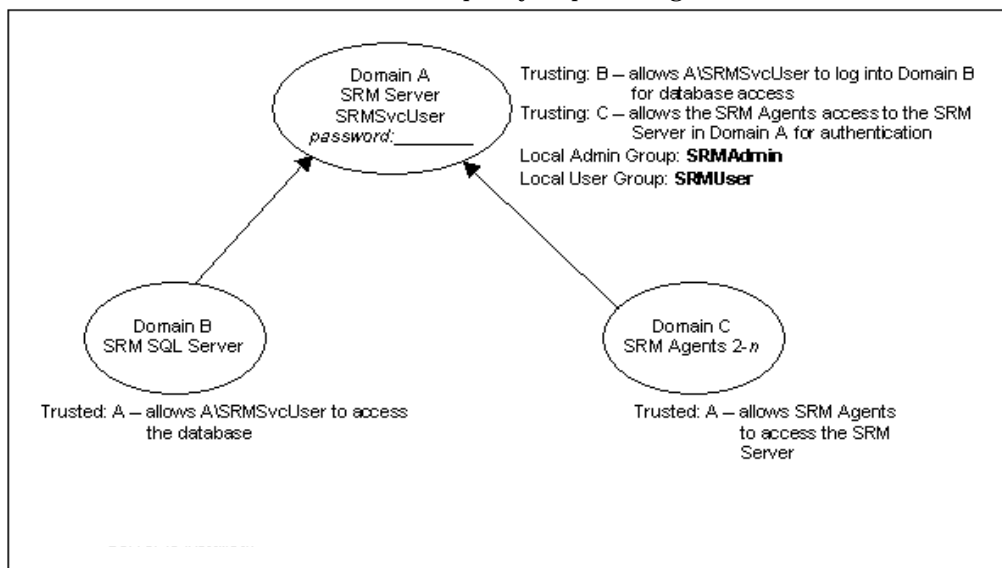 Domain A
SRM Server
SRMSvcUser
password:________
Trusting: B – allows A\SRMSvcUser to log into Domain B
for database access
Trusting: C – allows the SRM Agents access to the SRM
Server in Domain A for authentication
Local Admin Group: SRMAdmin
Local User Group: SRMUser
Domain B
SRM SQL Server
Domain C
SRM Agents 2-n
Trusted: A – allows A\SRMSvcUser to access
the database
Trusted: A – allows SRM Agents
to access the SRM
Server